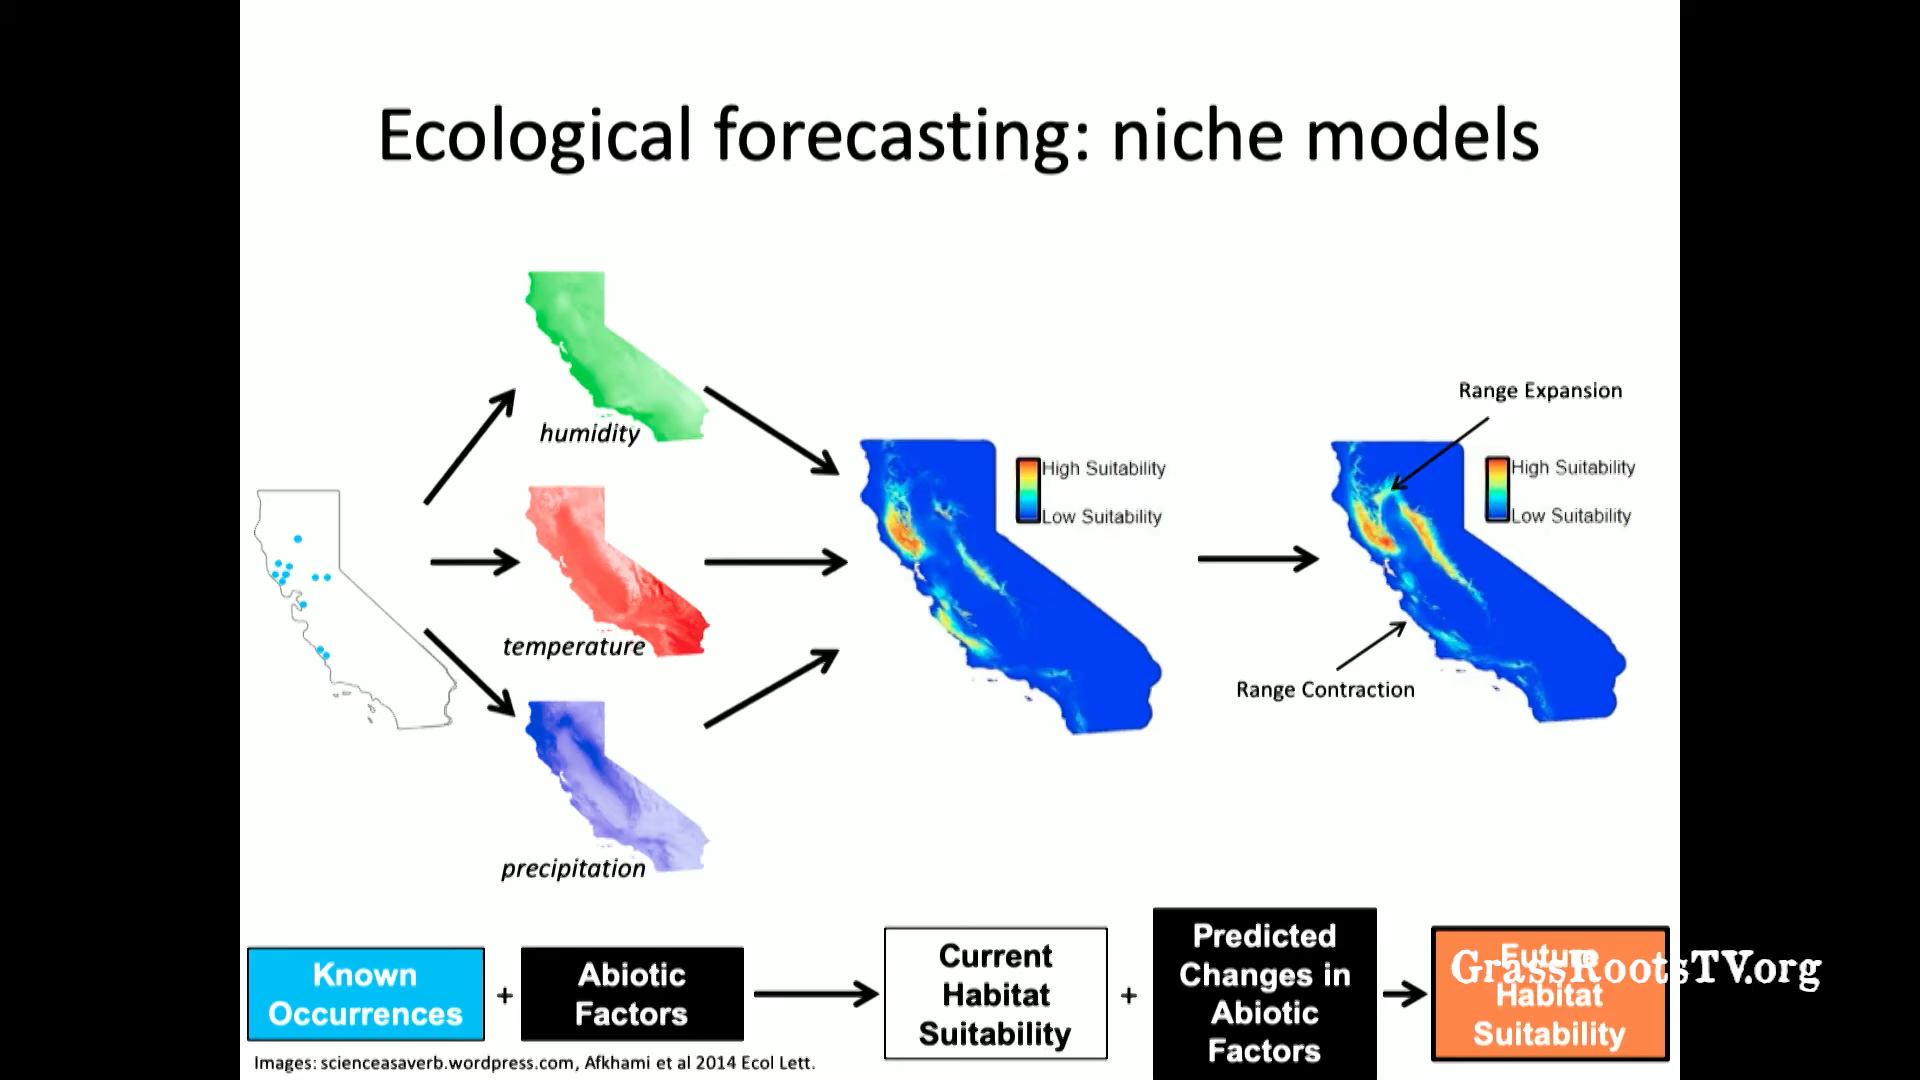 Ecological forecasting: niche models
humidity
temperature
precipitation
High Suitability
Low Suitability
Range Expansion
High Suitability
Low Suitability
Range Contraction
Known
Occurrences
+
Abiotic
Factors
Current
Habitat
Suitability
+
Predicted
Changes in
Abiotic
Factors
Future
Habitat
Suitability
GrassRootsTV.org
Images: scienceasaverb.wordpress.com, Afkhami et al 2014 Ecol Lett.